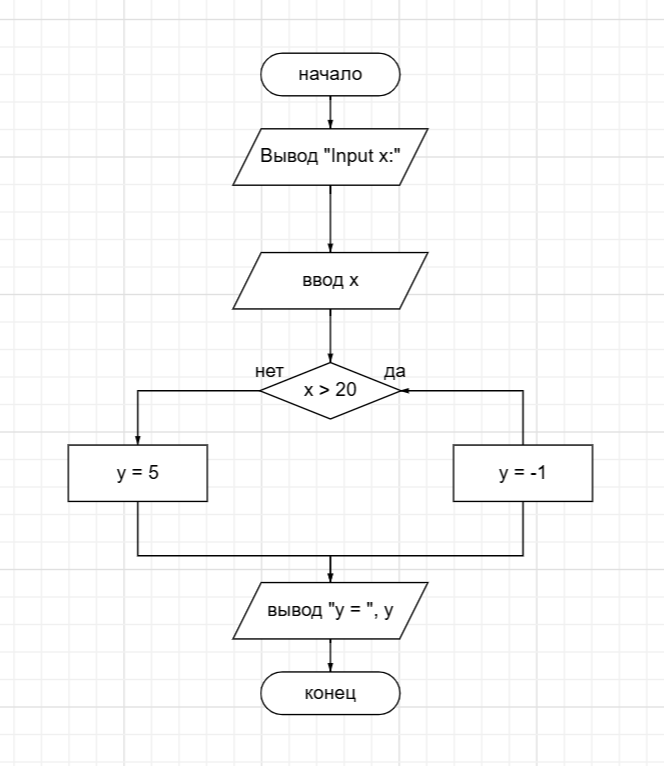 начало
Вывод "Input x:"
ввод x
нет
да
x > 20
y = 5
y = -1
вывод "y = ", y
конец